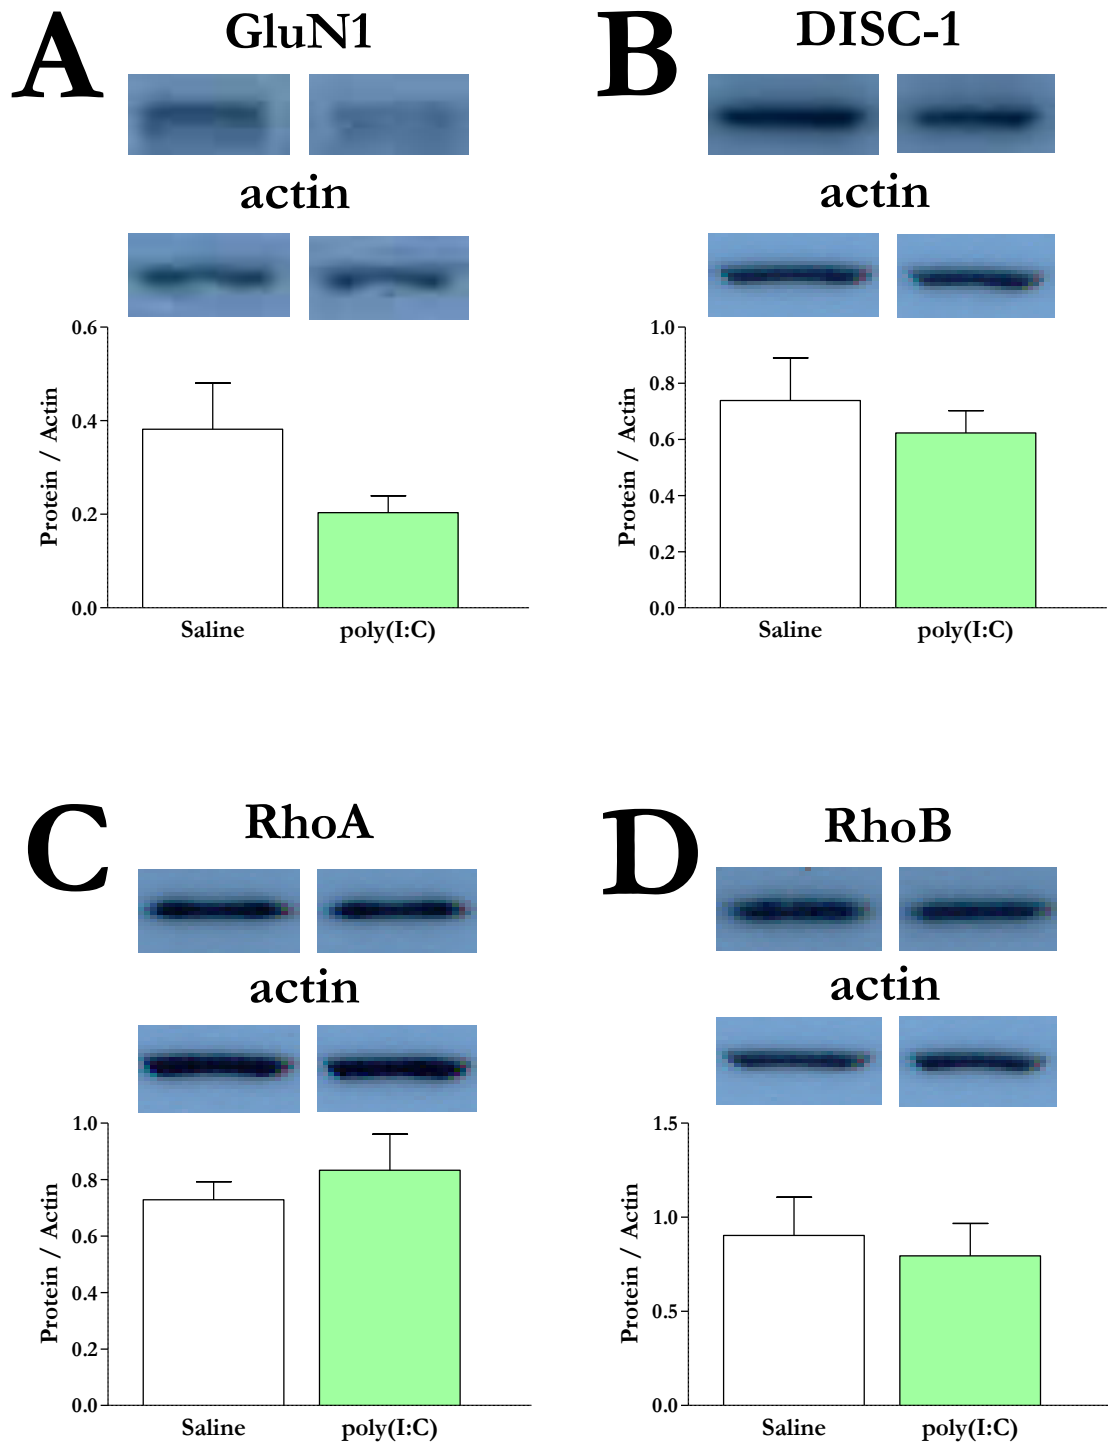 A
GluN1
actin
0.6
0.4
0.2
0.0
Protein / Actin
Saline
poly(I:C)
B
DISC-1
actin
1.0
0.8
0.6
0.4
0.2
0.0
Protein / Actin
Saline
poly(I:C)
C
RhoA
actin
1.0
0.8
0.6
0.4
0.2
0.0
Protein / Actin
Saline
poly(I:C)
D
RhoB
actin
1.5
1.0
0.5
0.0
Protein / Actin
Saline
poly(I:C)